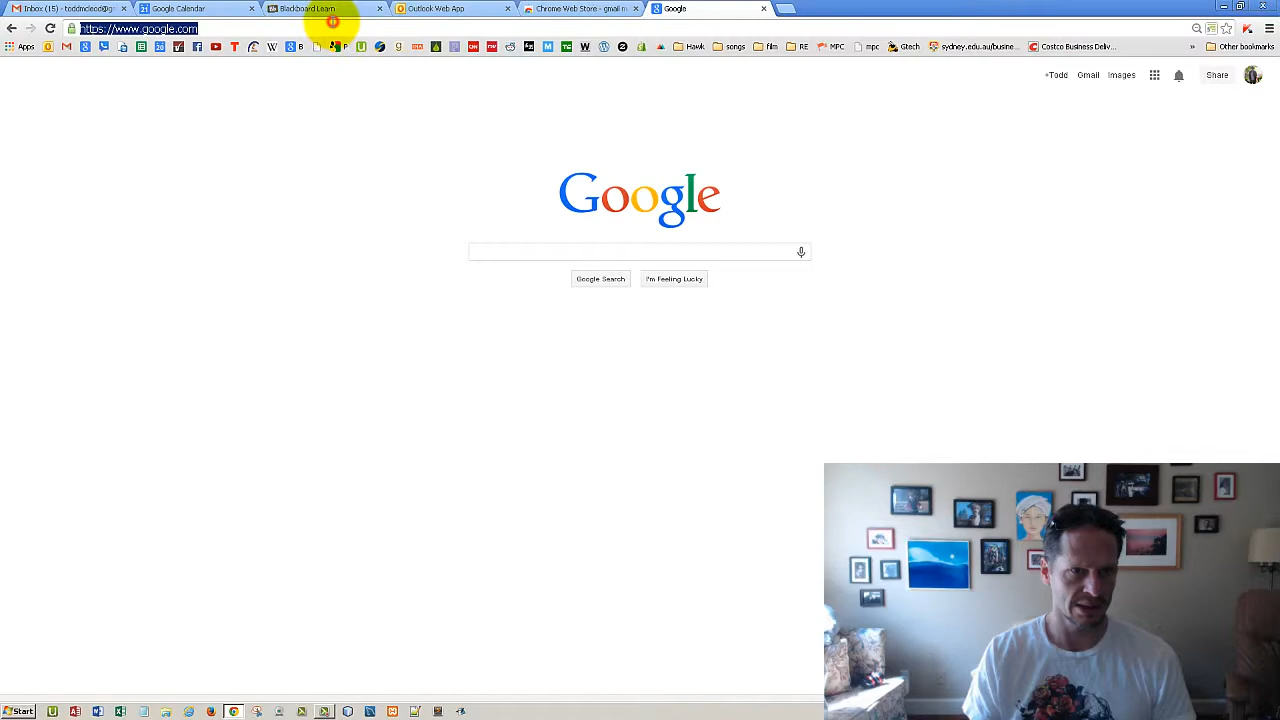 Inbox (15) - toddmcleod@g
Google Calendar
Blackboard Learn
Outlook Web App
Chrome Web Store - gmail n
Google
https://www.google.com
Apps
B
P
Hawk
songs
film
RE
MPC
mpc
Gtech
sydney.edu.au/busine...
Costco Business Deliv...
»
Other bookmarks
+Todd
Gmail
Images
Share
Google
Google Search
I'm Feeling Lucky
Start